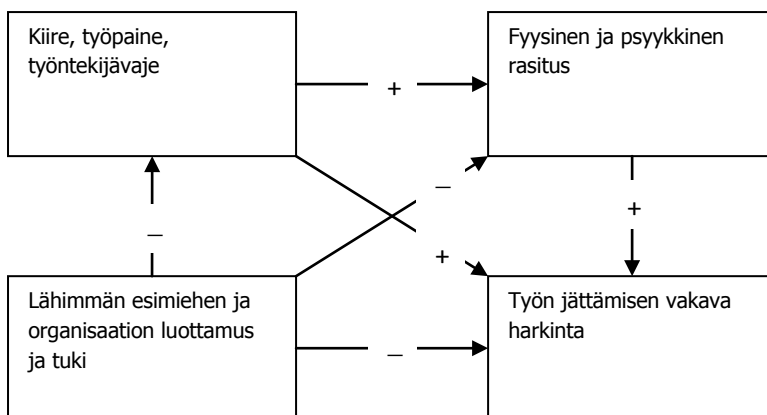 Kiire, työpaine,
työntekijävaje
Fyysinen ja psyykkinen
rasitus
+
–
+
–
+
Lähimmän esimiehen ja
organisaation luottamus
ja tuki
Työn jättämisen vakava
harkinta
–